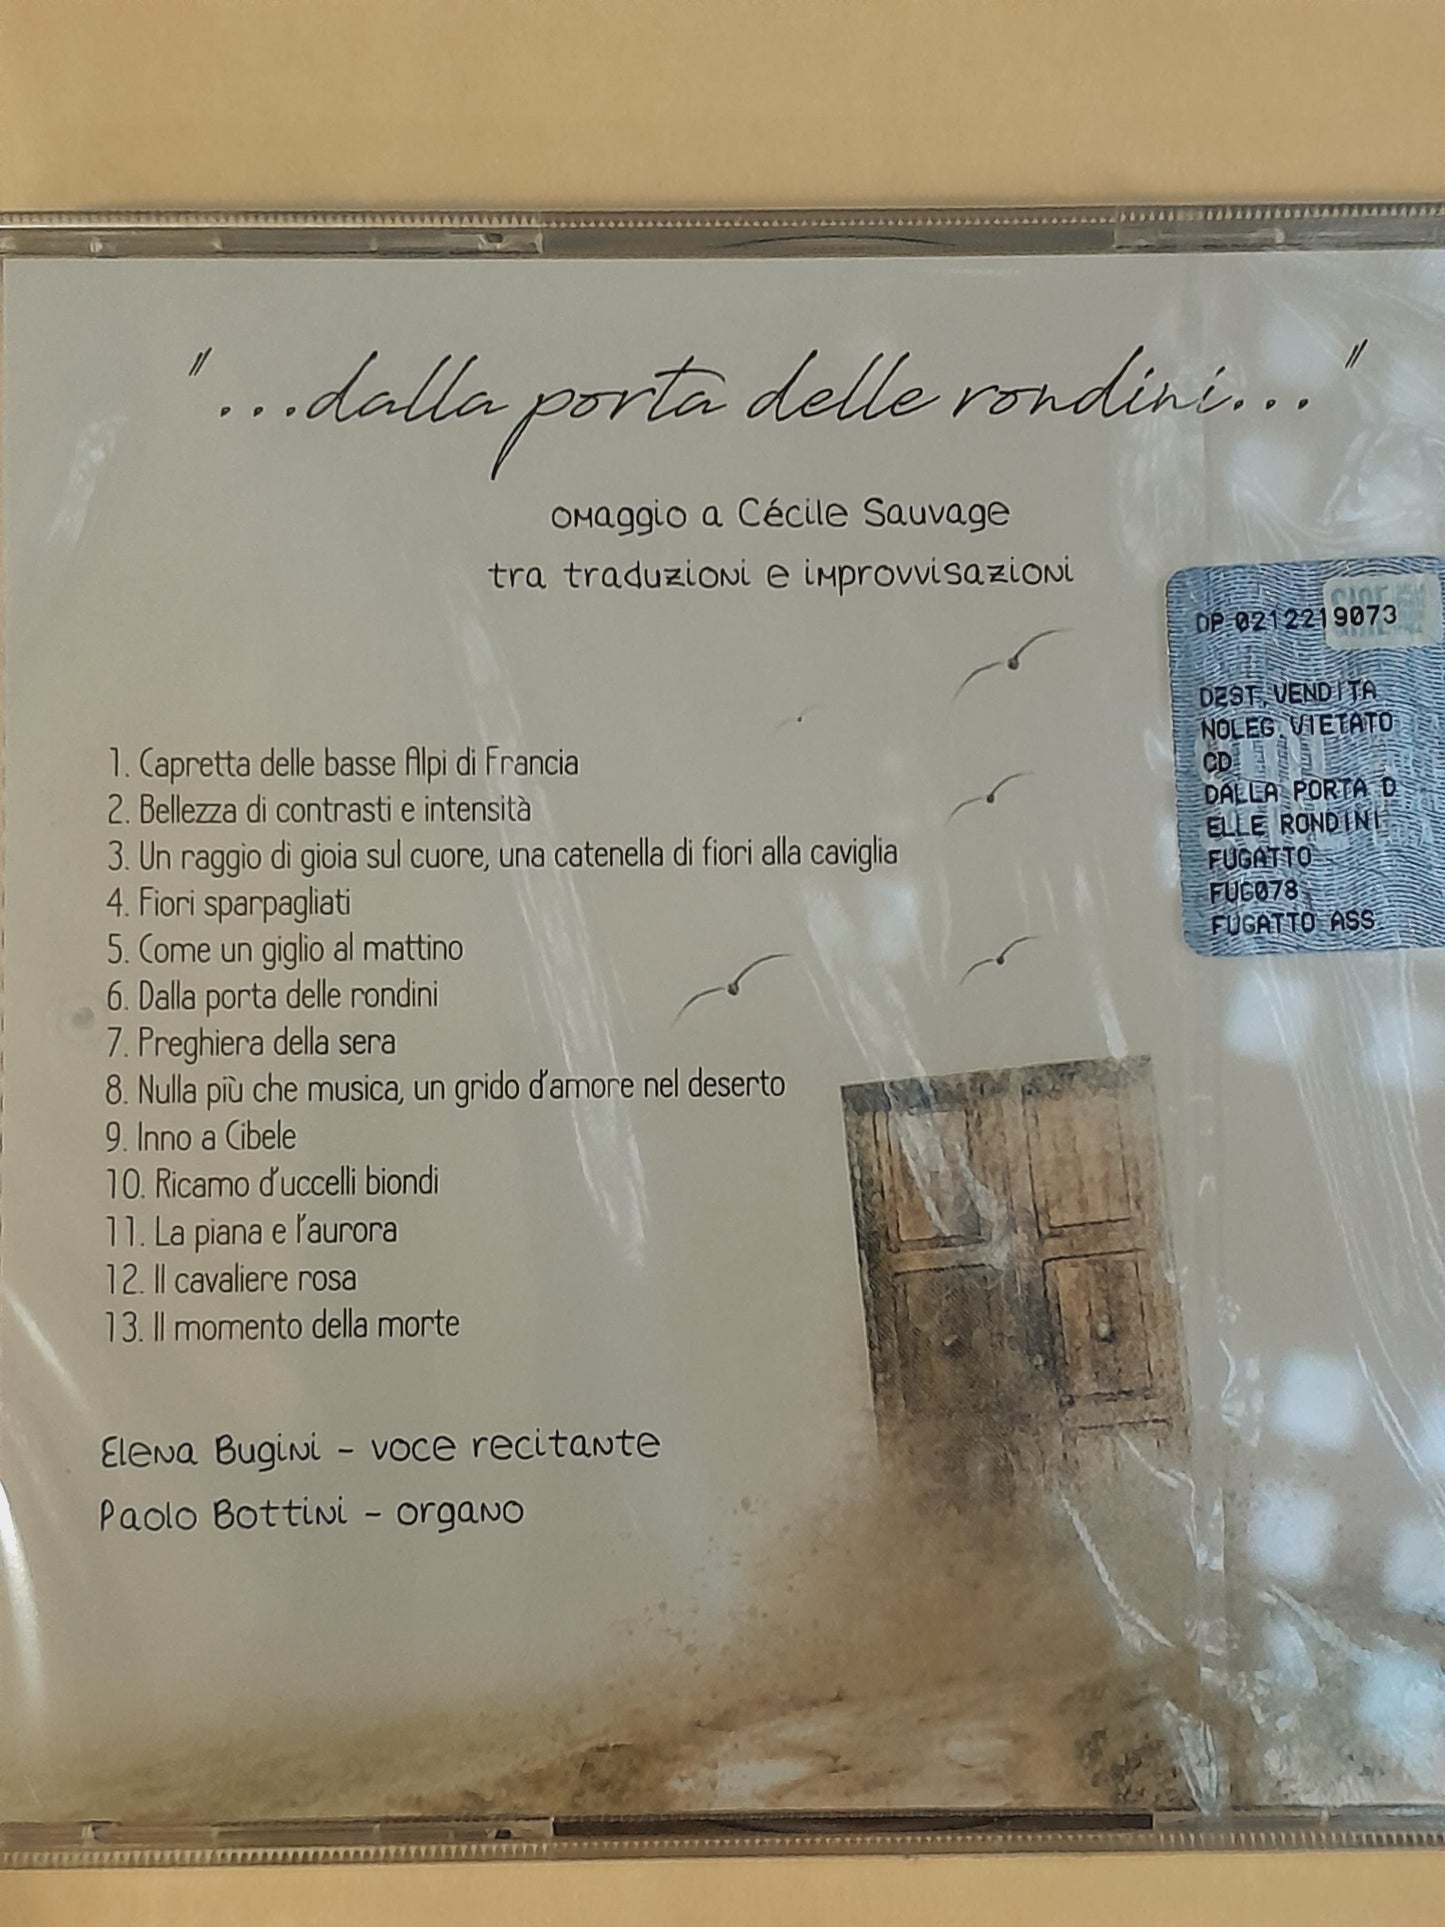 "...dalla porta delle rondini..."
omaggio a Cécile Sauvage
tra traduzioni e improvvisazioni
1. Capretta delle basse Alpi di Francia
2. Bellezza di contrasti e intensità
3. Un raggio di gioia sul cuore, una catenella di fiori alla caviglia
4. Fiori sparpagliati
5. Come un giglio al mattino
6. Dalla porta delle rondini
7. Preghiera della sera
8. Nulla più che musica, un grido d'amore nel deserto
9. Inno a Cibele
10. Ricamo d'uccelli biondi
11. La piana e l'aurora
12. Il cavaliere rosa
13. Il momento della morte
Elena Bugini - voce recitante
Paolo Bottini - organo
DP 0212219073
DEST.VENDITA
NOLEG.VIETATO
CD
DALLA PORTA D
ELLE RONDINI
FUGATTO
FUG078
FUGATTO ASS